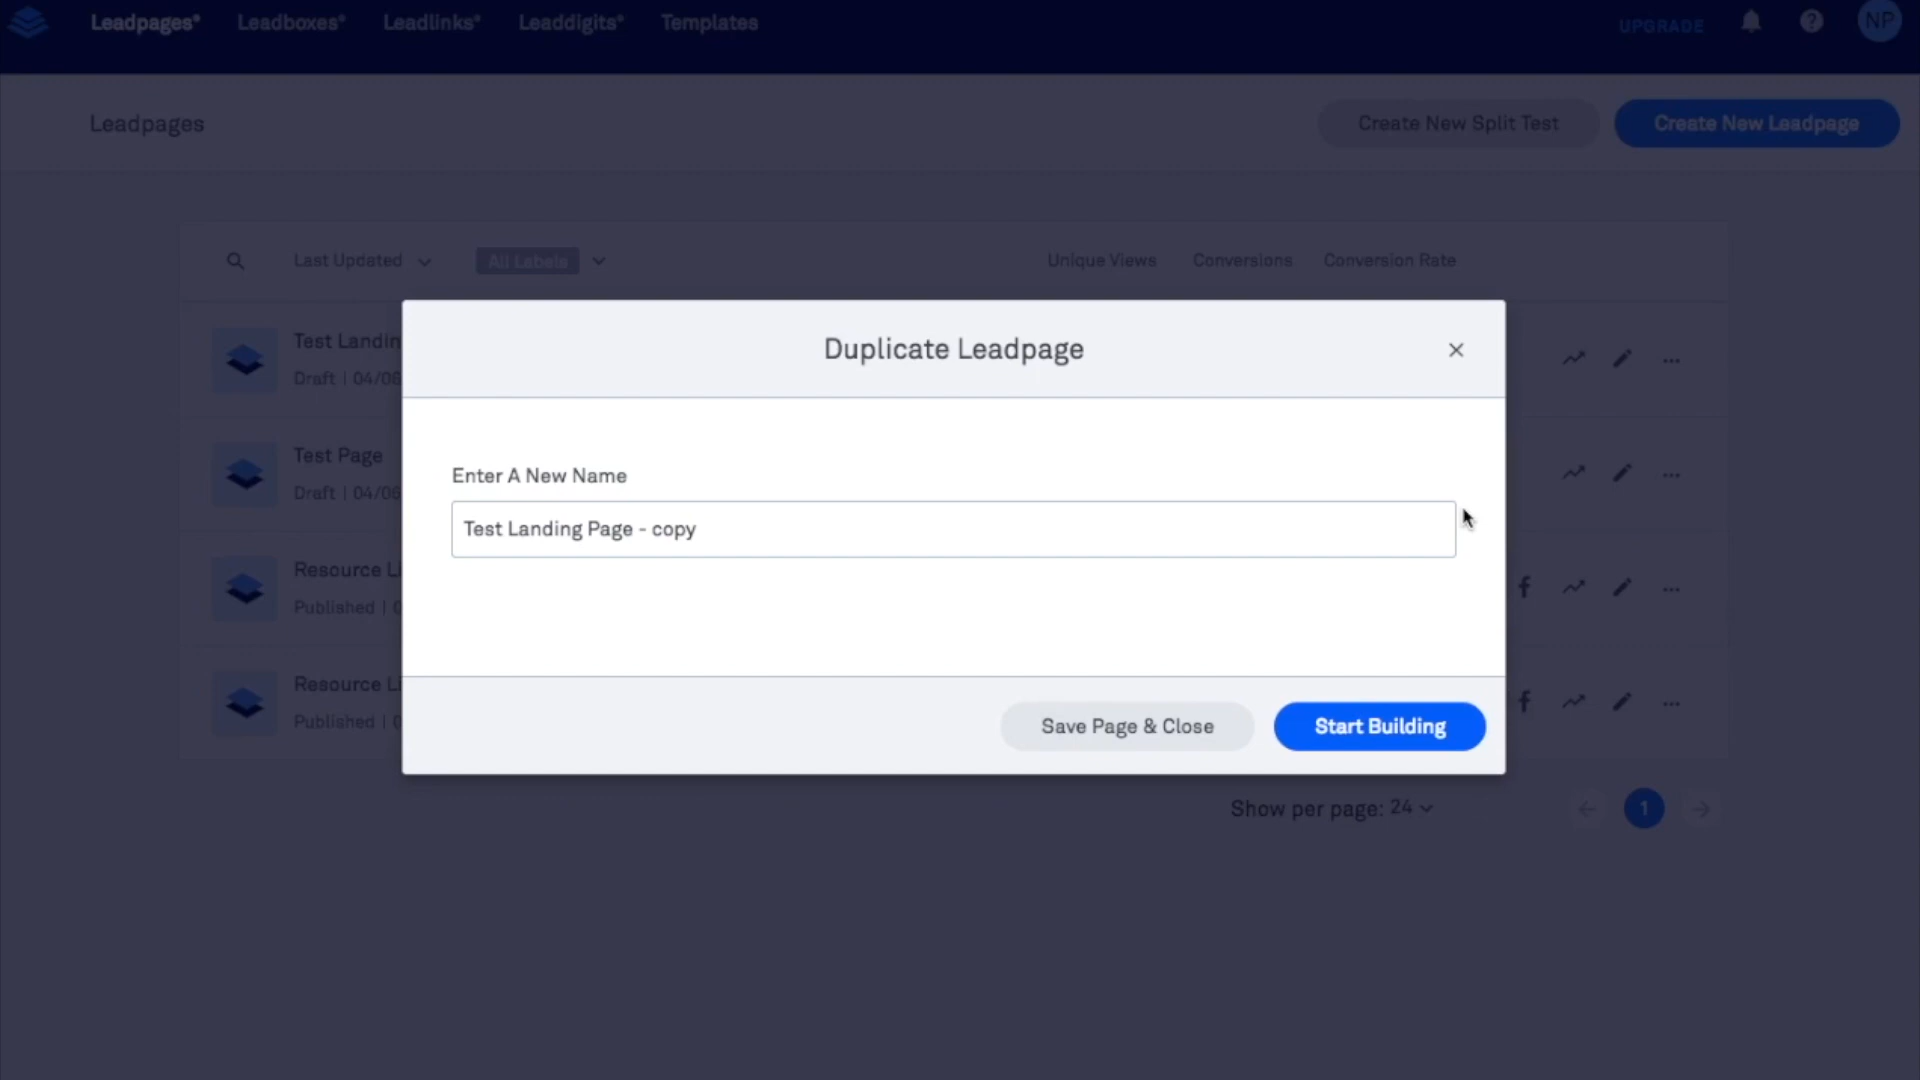 Leadpages® Leadboxes® Leadlinks® Leaddigits® Templates UPGRADE NP
Leadpages Create New Split Test Create New Leadpage
Last Updated All Labels Unique Views Conversions Conversion Rate
Test Landin
Draft | 04/06
Test Page
Draft | 04/06
Resource Li
Published | 0
Resource Li
Published | 0
Duplicate Leadpage
Enter A New Name
Test Landing Page - copy
Save Page & Close Start Building
Show per page: 24 1